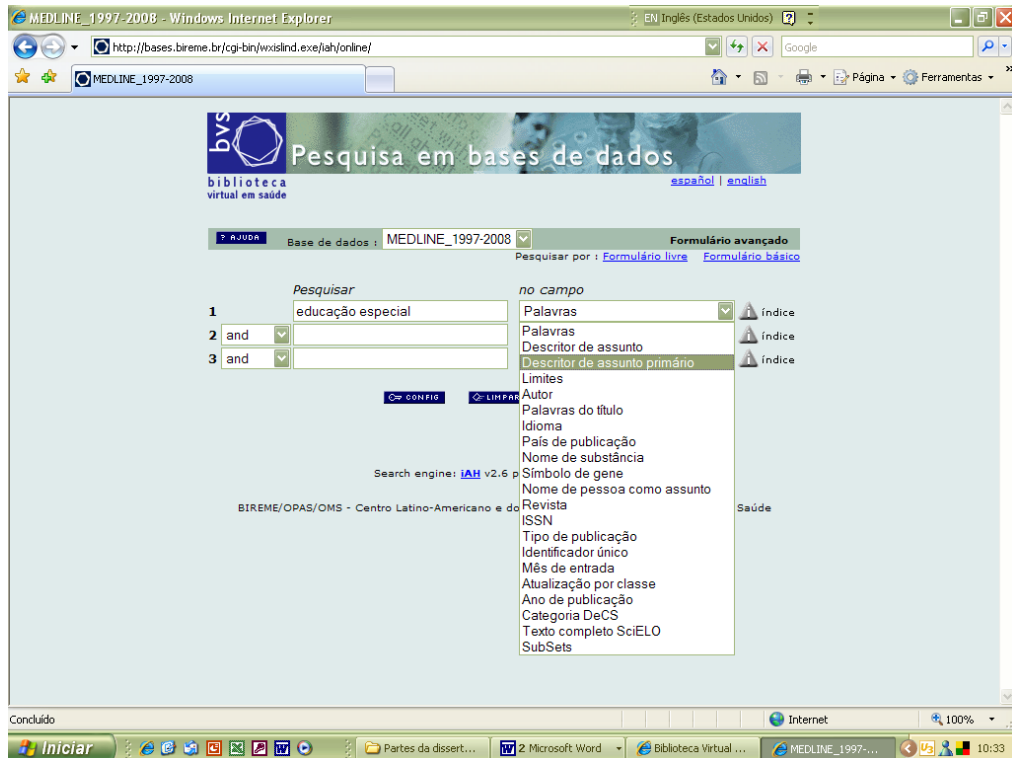 MEDLINE_1997-2008 - Windows Internet Explorer
EN Inglês (Estados Unidos)
http://bases.bireme.br/cgi-bin/wxislind.exe/iah/online/
Google
MEDLINE_1997-2008
Página
Ferramentas
bvs
Pesquisa em bases de dados
biblioteca
virtual em saúde
español | english
? AJUDA Base de dados : MEDLINE_1997-2008 Formulário avançado
Pesquisar por : Formulário livre Formulário básico
Pesquisar no campo
1 educação especial Palavras índice
2 and índice
3 and índice
Palavras
Descritor de assunto
Descritor de assunto primário
Limites
Autor
Palavras do título
Idioma
País de publicação
Nome de substância
Símbolo de gene
Nome de pessoa como assunto
Revista
ISSN
Tipo de publicação
Identificador único
Mês de entrada
Atualização por classe
Ano de publicação
Categoria DeCS
Texto completo SciELO
SubSets
CONFIG LIMPAR
Search engine: iAH v2.6 p
BIREME/OPAS/OMS - Centro Latino-Americano e do Saúde
Concluído Internet 100%
Iniciar Partes da dissert... 2 Microsoft Word Biblioteca Virtual ... MEDLINE_1997-... 10:33